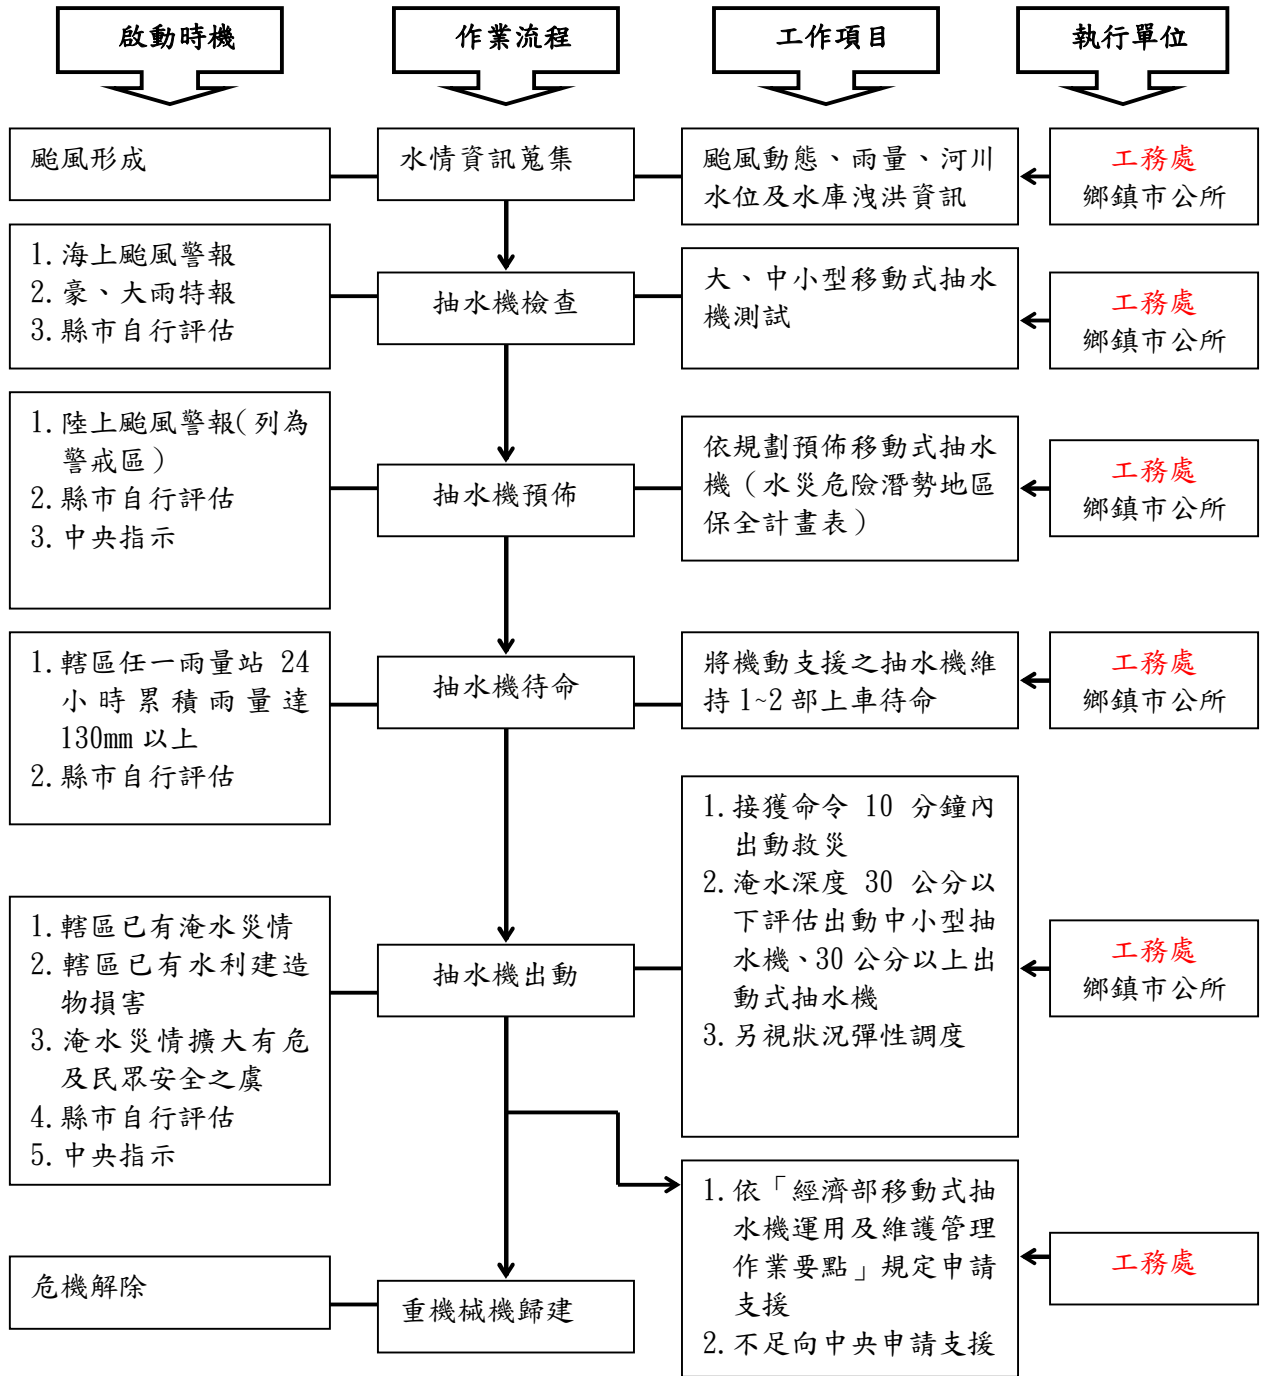 啟動時機
作業流程
工作項目
執行單位
颱風形成
水情資訊蒐集
颱風動態、雨量、河川
水位及水庫洩洪資訊
工務處
鄉鎮市公所
1.海上颱風警報
2.豪、大雨特報
3.縣市自行評估
抽水機檢查
大、中小型移動式抽水
機測試
工務處
鄉鎮市公所
1.陸上颱風警報(列為
警戒區)
2.縣市自行評估
3.中央指示
抽水機預佈
依規劃預佈移動式抽水
機（水災危險潛勢地區
保全計畫表）
工務處
鄉鎮市公所
1.轄區任一雨量站 24
小時累積雨量達
130mm 以上
2.縣市自行評估
抽水機待命
將機動支援之抽水機維
持 1~2 部上車待命
工務處
鄉鎮市公所
1.轄區已有淹水災情
2.轄區已有水利建造
物損害
3.淹水災情擴大有危
及民眾安全之虞
4.縣市自行評估
5.中央指示
抽水機出動
1.接獲命令 10 分鐘內
出動救災
2.淹水深度 30 公分以
下評估出動中小型抽
水機、30 公分以上出
動式抽水機
3.另視狀況彈性調度
工務處
鄉鎮市公所
1.依「經濟部移動式抽
水機運用及維護管理
作業要點」規定申請
支援
2.不足向中央申請支援
工務處
危機解除
重機械機歸建